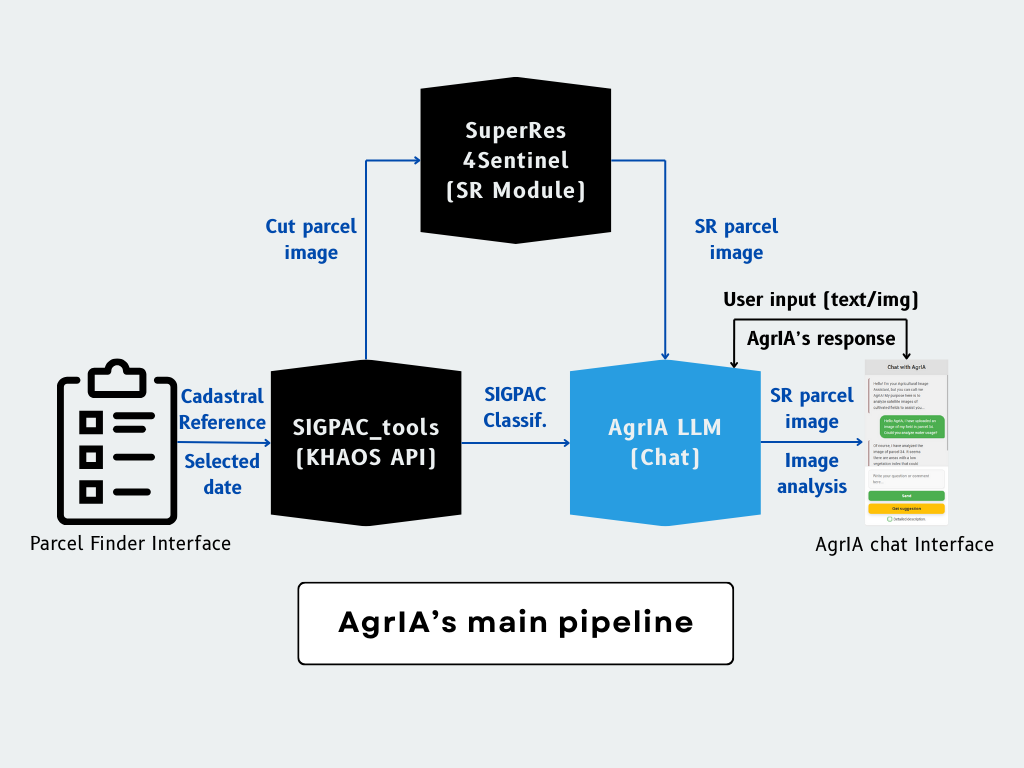 SuperRes
4Sentinel
(SR Module)
Cut parcel
image
SR parcel
image
User input (text/img)
AgrIA's response
Cadastral
Reference
Selected
date
SIGPAC_tools
(KHAOS API)
SIGPAC
Classif.
AgrIA LLM
(Chat)
SR parcel
image
Image
analysis
Chat with AgrIA
Hello! I'm your Agricultural Image
Assistant, but you can call me
AgrIA! My purpose here is to
analyze satellite images of
cultivated fields to assist you...
Hello AgrIA, I have uploaded an
image of my field in parcel 24.
Could you analyze water usage?
Of course, I have analyzed the
image of parcel 24. It seems
there are areas with a low
vegetation index that could
Write your question or comment
here...
Send
Get suggestion
Detailed description
Parcel Finder Interface
AgrIA chat Interface
AgrIA's main pipeline